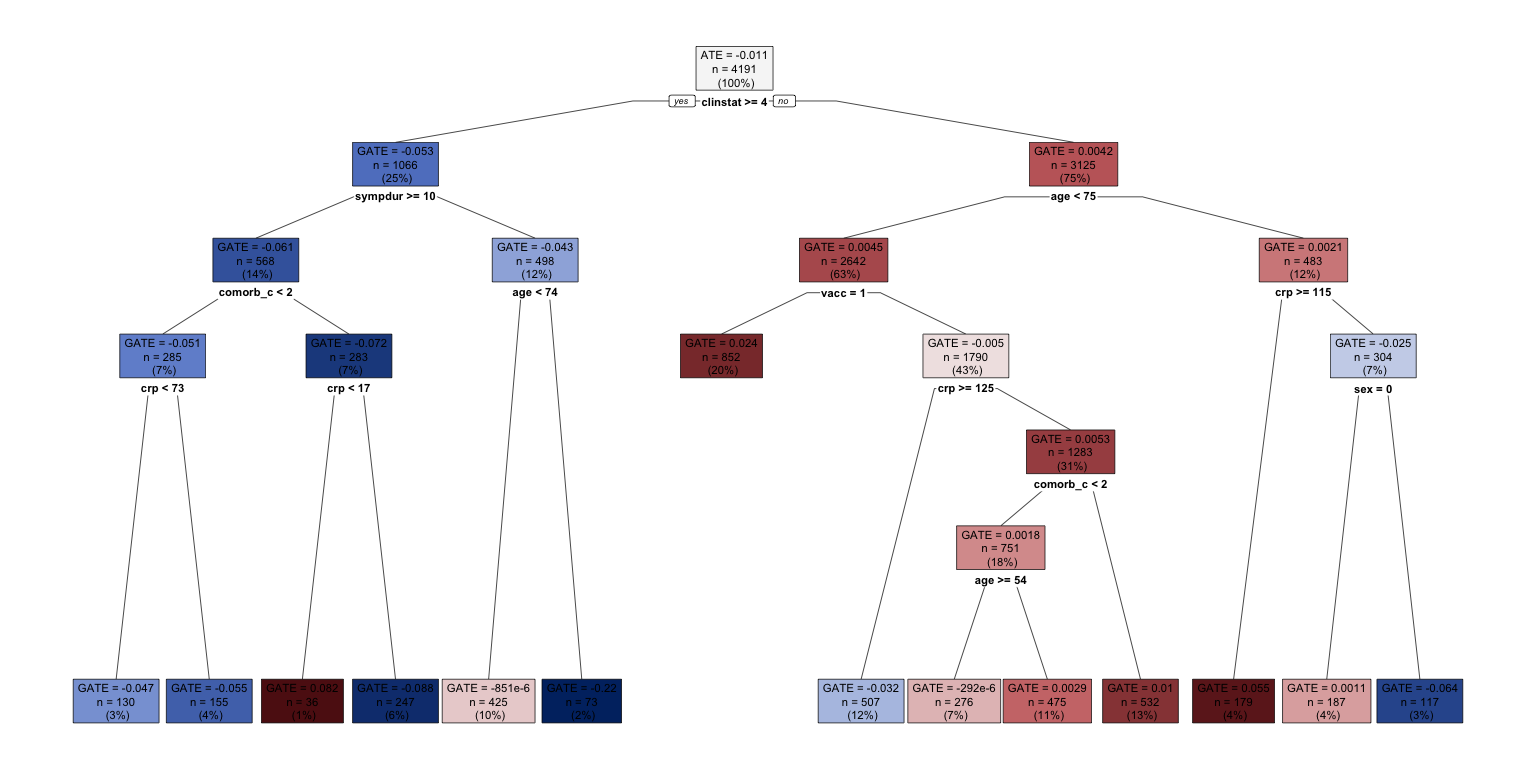 ATE = -0.011
n = 4191
(100%)
yes clinstat >= 4 no
GATE = -0.053
n = 1066
(25%)
sympdur >= 10
GATE = 0.0042
n = 3125
(75%)
age < 75
GATE = -0.061
n = 568
(14%)
comorb_c < 2
GATE = -0.043
n = 498
(12%)
age < 74
GATE = 0.0045
n = 2642
(63%)
vacc = 1
GATE = 0.0021
n = 483
(12%)
crp >= 115
GATE = -0.051
n = 285
(7%)
crp < 73
GATE = -0.072
n = 283
(7%)
crp < 17
GATE = 0.024
n = 852
(20%)
GATE = -0.005
n = 1790
(43%)
crp >= 125
GATE = -0.025
n = 304
(7%)
sex = 0
GATE = 0.0053
n = 1283
(31%)
comorb_c < 2
GATE = 0.0018
n = 751
(18%)
age >= 54
GATE = -0.047
n = 130
(3%)
GATE = -0.055
n = 155
(4%)
GATE = 0.082
n = 36
(1%)
GATE = -0.088
n = 247
(6%)
GATE = -851e-6
n = 425
(10%)
GATE = -0.22
n = 73
(2%)
GATE = -0.032
n = 507
(12%)
GATE = -292e-6
n = 276
(7%)
GATE = 0.0029
n = 475
(11%)
GATE = 0.01
n = 532
(13%)
GATE = 0.055
n = 179
(4%)
GATE = 0.0011
n = 187
(4%)
GATE = -0.064
n = 117
(3%)